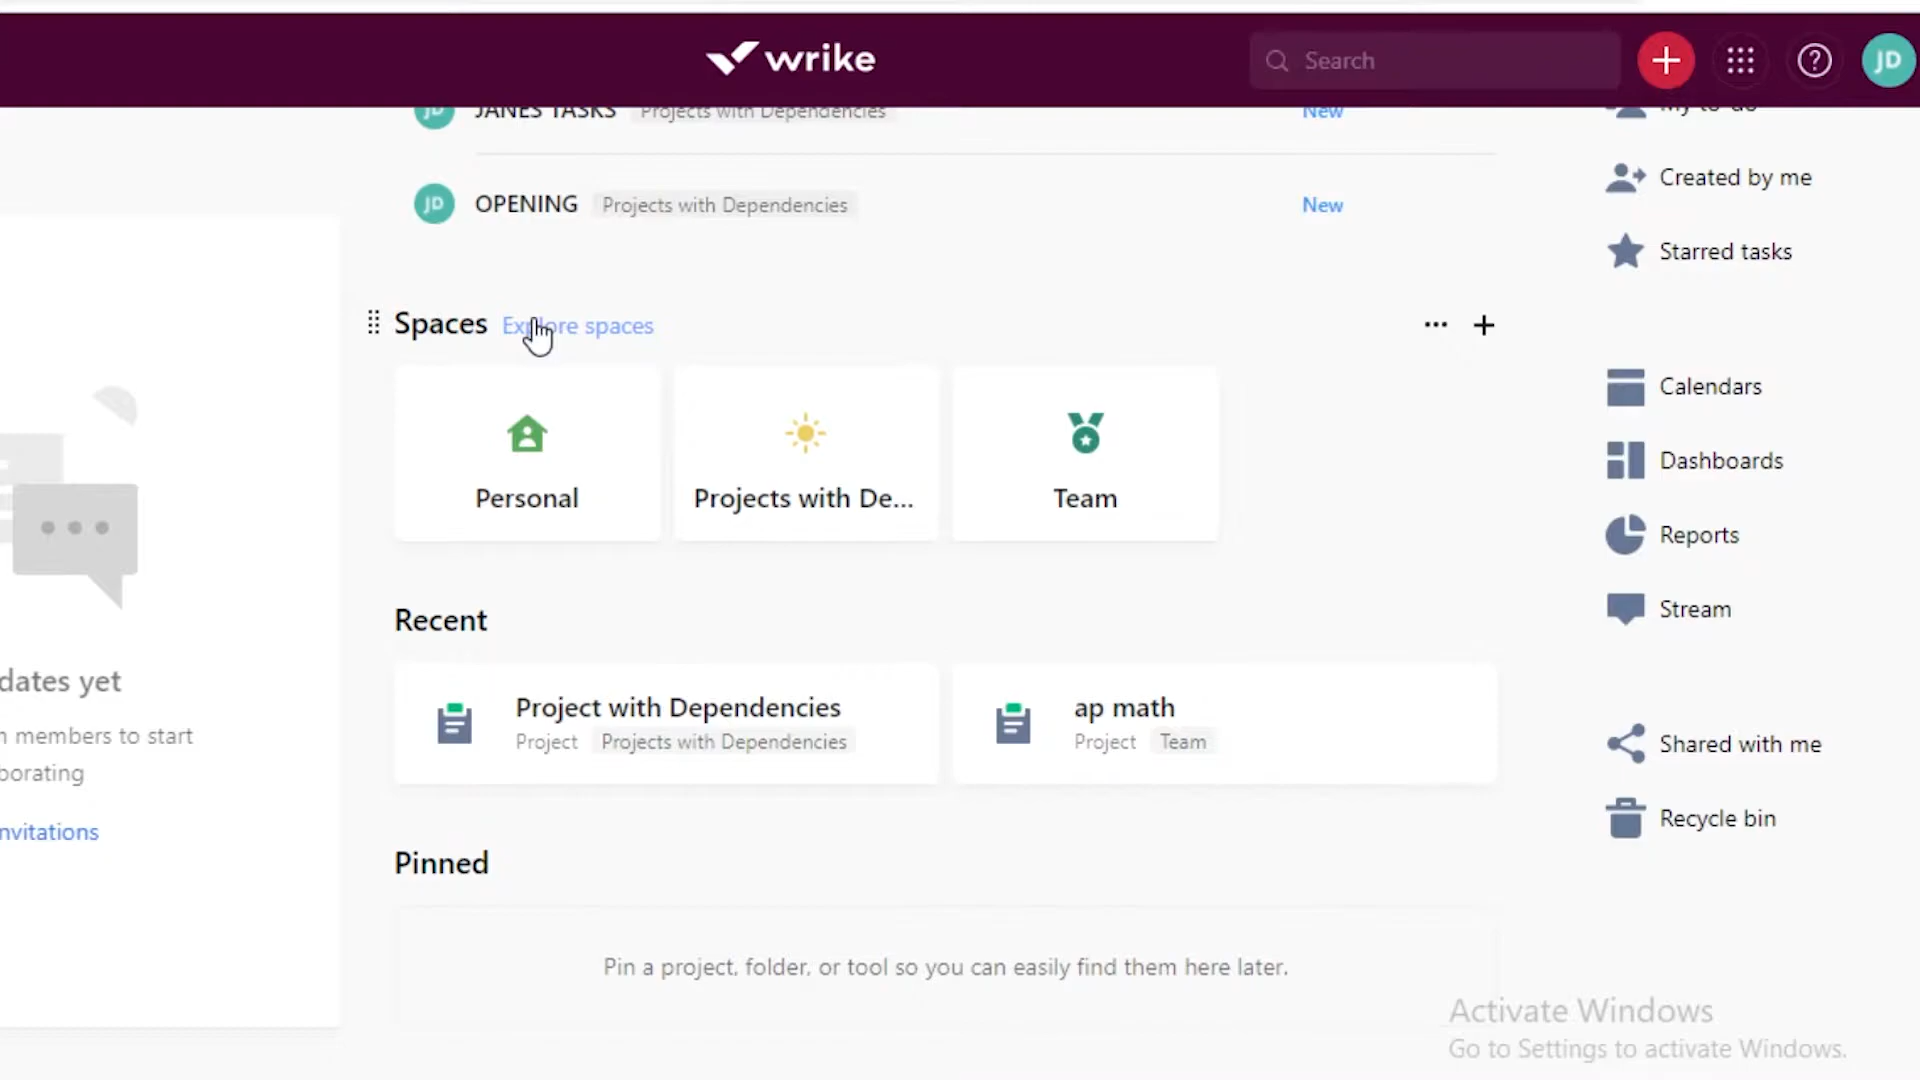 wrike
Search
JD
JD JANES TASKS Projects with Dependencies New
My to-do
JD OPENING Projects with Dependencies New
Created by me
Starred tasks
Spaces Explore spaces
Personal
Projects with De...
Team
Calendars
Dashboards
Reports
Stream
Recent
Project with Dependencies
Project Projects with Dependencies
ap math
Project Team
dates yet
members to start
borating
nvitations
Shared with me
Recycle bin
Pinned
Pin a project, folder, or tool so you can easily find them here later.
Activate Windows
Go to Settings to activate Windows.